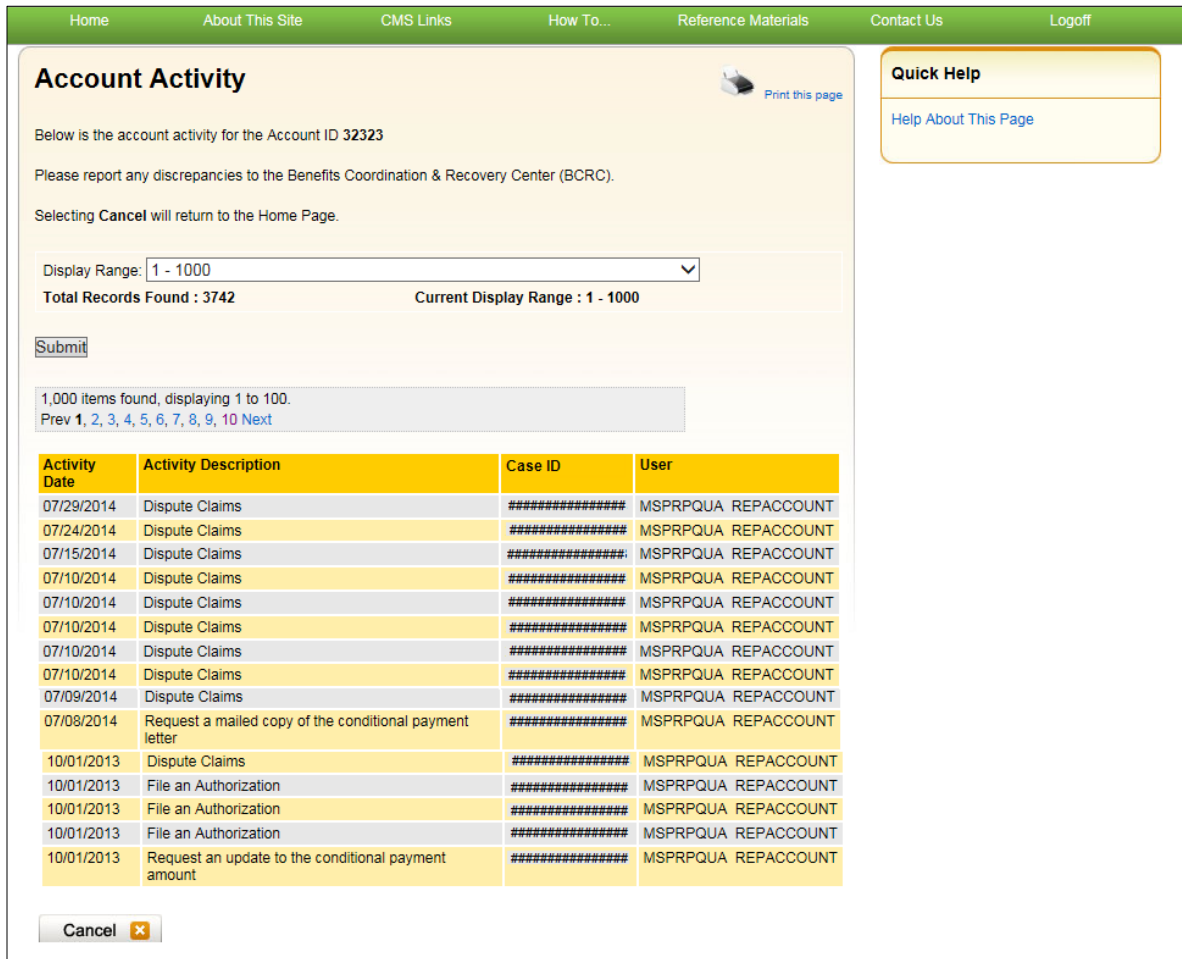 Home About This Site CMS Links How To... Reference Materials Contact Us Logoff
Account Activity
Print this page
Quick Help
Help About This Page
Below is the account activity for the Account ID 32323
Please report any discrepancies to the Benefits Coordination & Recovery Center (BCRC).
Selecting Cancel will return to the Home Page.
Display Range: 1 - 1000
Total Records Found : 3742 Current Display Range : 1 - 1000
Submit
1,000 items found, displaying 1 to 100.
Prev 1, 2, 3, 4, 5, 6, 7, 8, 9, 10 Next
Activity Date Activity Description Case ID User
07/29/2014 Dispute Claims ################ MSPRPQUA REPACCOUNT
07/24/2014 Dispute Claims ################ MSPRPQUA REPACCOUNT
07/15/2014 Dispute Claims ################ MSPRPQUA REPACCOUNT
07/10/2014 Dispute Claims ################ MSPRPQUA REPACCOUNT
07/10/2014 Dispute Claims ################ MSPRPQUA REPACCOUNT
07/10/2014 Dispute Claims ################ MSPRPQUA REPACCOUNT
07/10/2014 Dispute Claims ################ MSPRPQUA REPACCOUNT
07/10/2014 Dispute Claims ################ MSPRPQUA REPACCOUNT
07/09/2014 Dispute Claims ################ MSPRPQUA REPACCOUNT
07/08/2014 Request a mailed copy of the conditional payment ################ MSPRPQUA REPACCOUNT
letter
10/01/2013 Dispute Claims ################ MSPRPQUA REPACCOUNT
10/01/2013 File an Authorization ################ MSPRPQUA REPACCOUNT
10/01/2013 File an Authorization ################ MSPRPQUA REPACCOUNT
10/01/2013 File an Authorization ################ MSPRPQUA REPACCOUNT
10/01/2013 Request an update to the conditional payment ################ MSPRPQUA REPACCOUNT
amount
Cancel